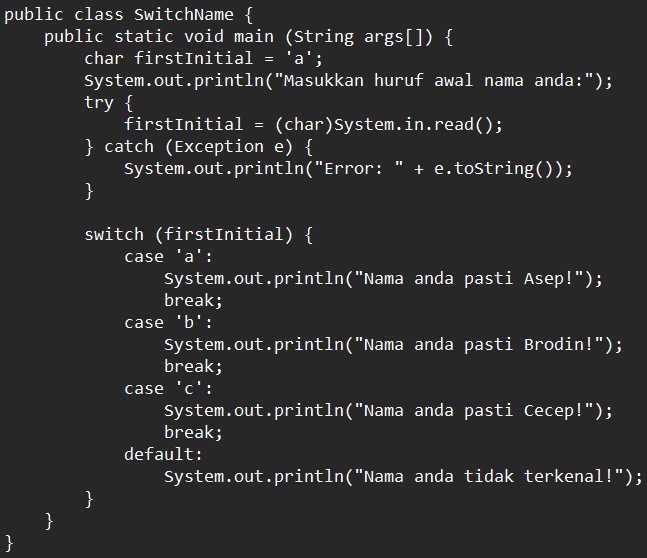 public class SwitchName {
    public static void main (String args[]) {
        char firstInitial = 'a';
        System.out.println("Masukkan huruf awal nama anda:");
        try {
            firstInitial = (char)System.in.read();
        } catch (Exception e) {
            System.out.println("Error: " + e.toString());
        }

        switch (firstInitial) {
            case 'a':
                System.out.println("Nama anda pasti Asep!");
                break;
            case 'b':
                System.out.println("Nama anda pasti Brodin!");
                break;
            case 'c':
                System.out.println("Nama anda pasti Cecep!");
                break;
            default:
                System.out.println("Nama anda tidak terkenal!");
        }
    }
}